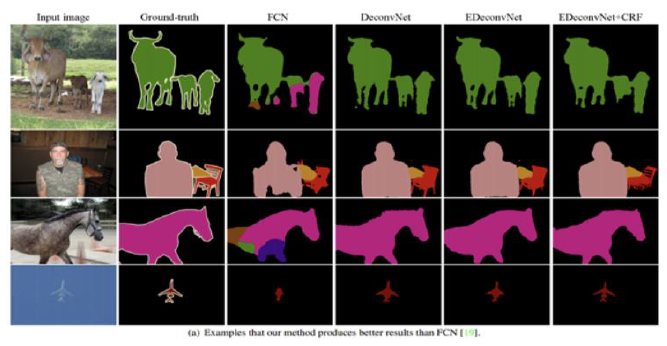 Input image Ground-truth FCN DeconvNet EDeconvNet EDeconvNet+CRF
(a) Examples that our method produces better results than FCN [19].